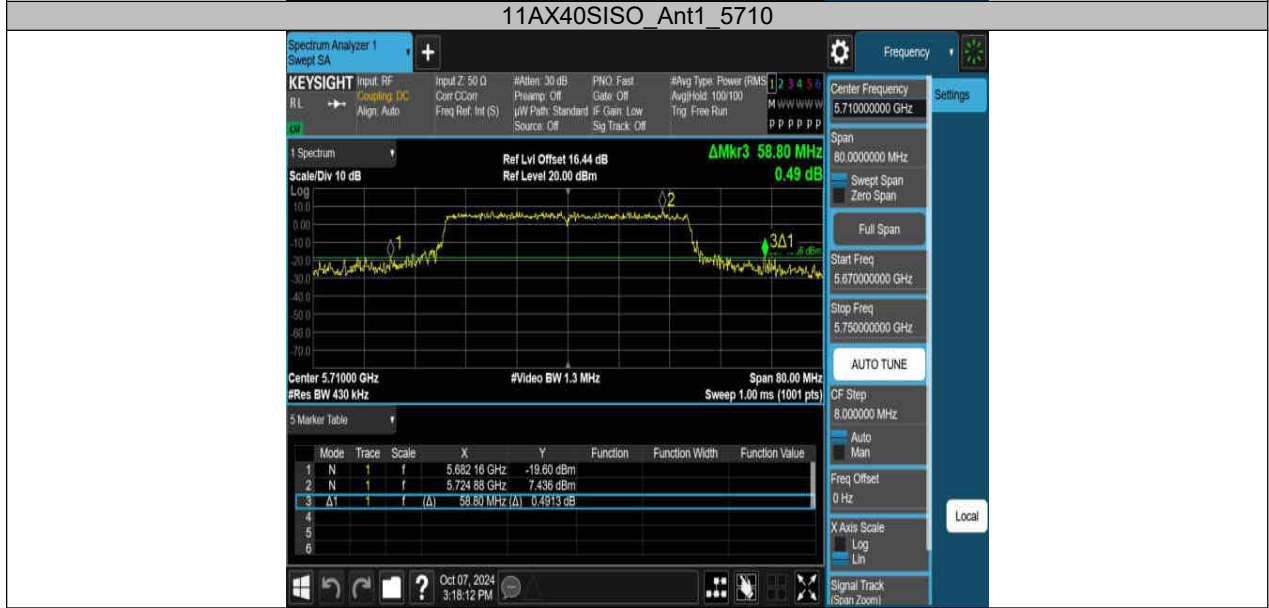 11AX40SISO_Ant1_5710
Spectrum Analyzer 1
Swept SA
+
Frequency
KEYSIGHT
RL
Input: RF
Coupling: DC
Align: Auto
Input Z: 50 Ω
Corr CCorr
Freq Ref: Int (S)
#Atten: 30 dB
Preamp: Off
µW Path: Standard
Source: Off
PNO: Fast
Gate: Off
IF Gain: Low
Sig Track: Off
#Avg Type: Power (RMS
Avg|Hold: 100/100
Trig: Free Run
1 2 3 4 5 6
M W W W W W
P P P P P P
1 Spectrum
Scale/Div 10 dB
Ref Lvl Offset 16.44 dB
Ref Level 20.00 dBm
ΔMkr3 58.80 MHz
0.49 dB
Log
10.0
0.00
-10.0
-20.0
-30.0
-40.0
-50.0
-60.0
-70.0
1
2
3Δ1
dBm
Center 5.71000 GHz
#Res BW 430 kHz
#Video BW 1.3 MHz
Span 80.00 MHz
Sweep 1.00 ms (1001 pts)
5 Marker Table
Mode Trace Scale X Y Function Function Width Function Value
1 N 1 f 5.682 16 GHz -19.60 dBm
2 N 1 f 5.724 88 GHz 7.436 dBm
3 Δ1 1 f (Δ) 58.80 MHz (Δ) 0.4913 dB
4
5
6
?
Oct 07, 2024
3:18:12 PM
Center Frequency
5.710000000 GHz
Span
80.0000000 MHz
Swept Span
Zero Span
Full Span
Start Freq
5.670000000 GHz
Stop Freq
5.750000000 GHz
AUTO TUNE
CF Step
8.000000 MHz
Auto
Man
Freq Offset
0 Hz
X Axis Scale
Log
Lin
Signal Track
(Span Zoom)
Settings
Local